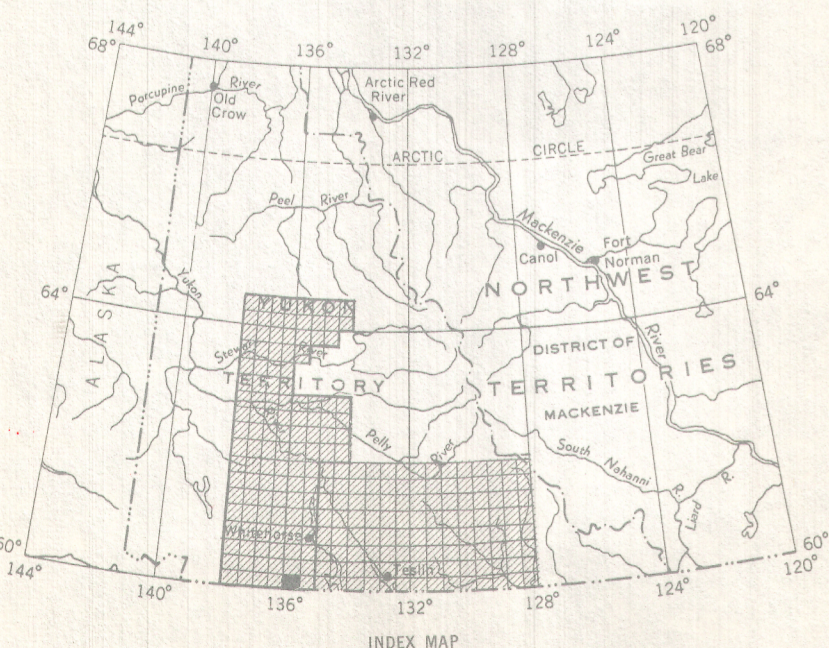 144° 140° 136° 132° 128° 124° 120°
68° 68°
Porcupine River
Old
Crow
Arctic Red
River
ARCTIC CIRCLE
Great Bear
Lake
Peel River
Mackenzie
Canol
Fort
Norman
NORTHWEST
Yukon
ALASKA
64° 64°
YUKON
Stewart River
DISTRICT OF
River
TERRITORY
TERRITORIES
MACKENZIE
Pelly
River
South
Nahanni
R.
R.
Liard
Whitehorse
Teslin
60° 60°
144° 140° 136° 132° 128° 124° 120°
INDEX MAP